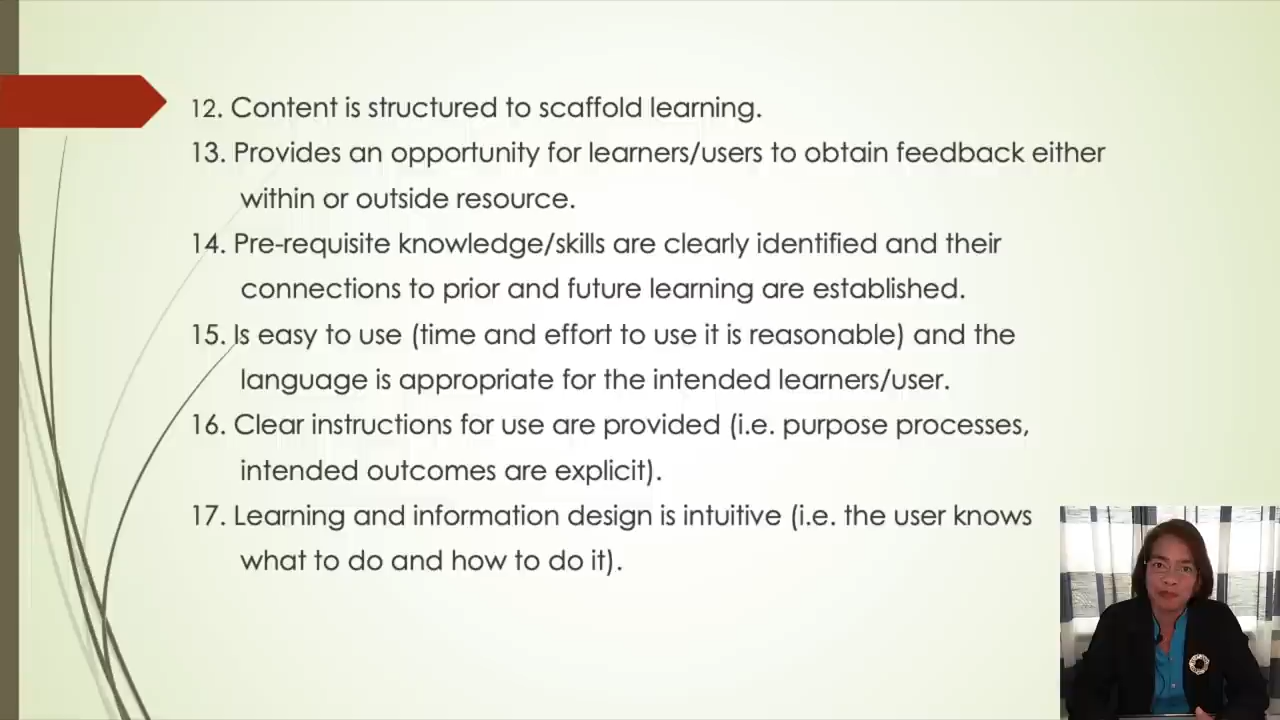 12. Content is structured to scaffold learning.
13. Provides an opportunity for learners/users to obtain feedback either
within or outside resource.
14. Pre-requisite knowledge/skills are clearly identified and their
connections to prior and future learning are established.
15. Is easy to use (time and effort to use it is reasonable) and the
language is appropriate for the intended learners/user.
16. Clear instructions for use are provided (i.e. purpose processes,
intended outcomes are explicit).
17. Learning and information design is intuitive (i.e. the user knows
what to do and how to do it).